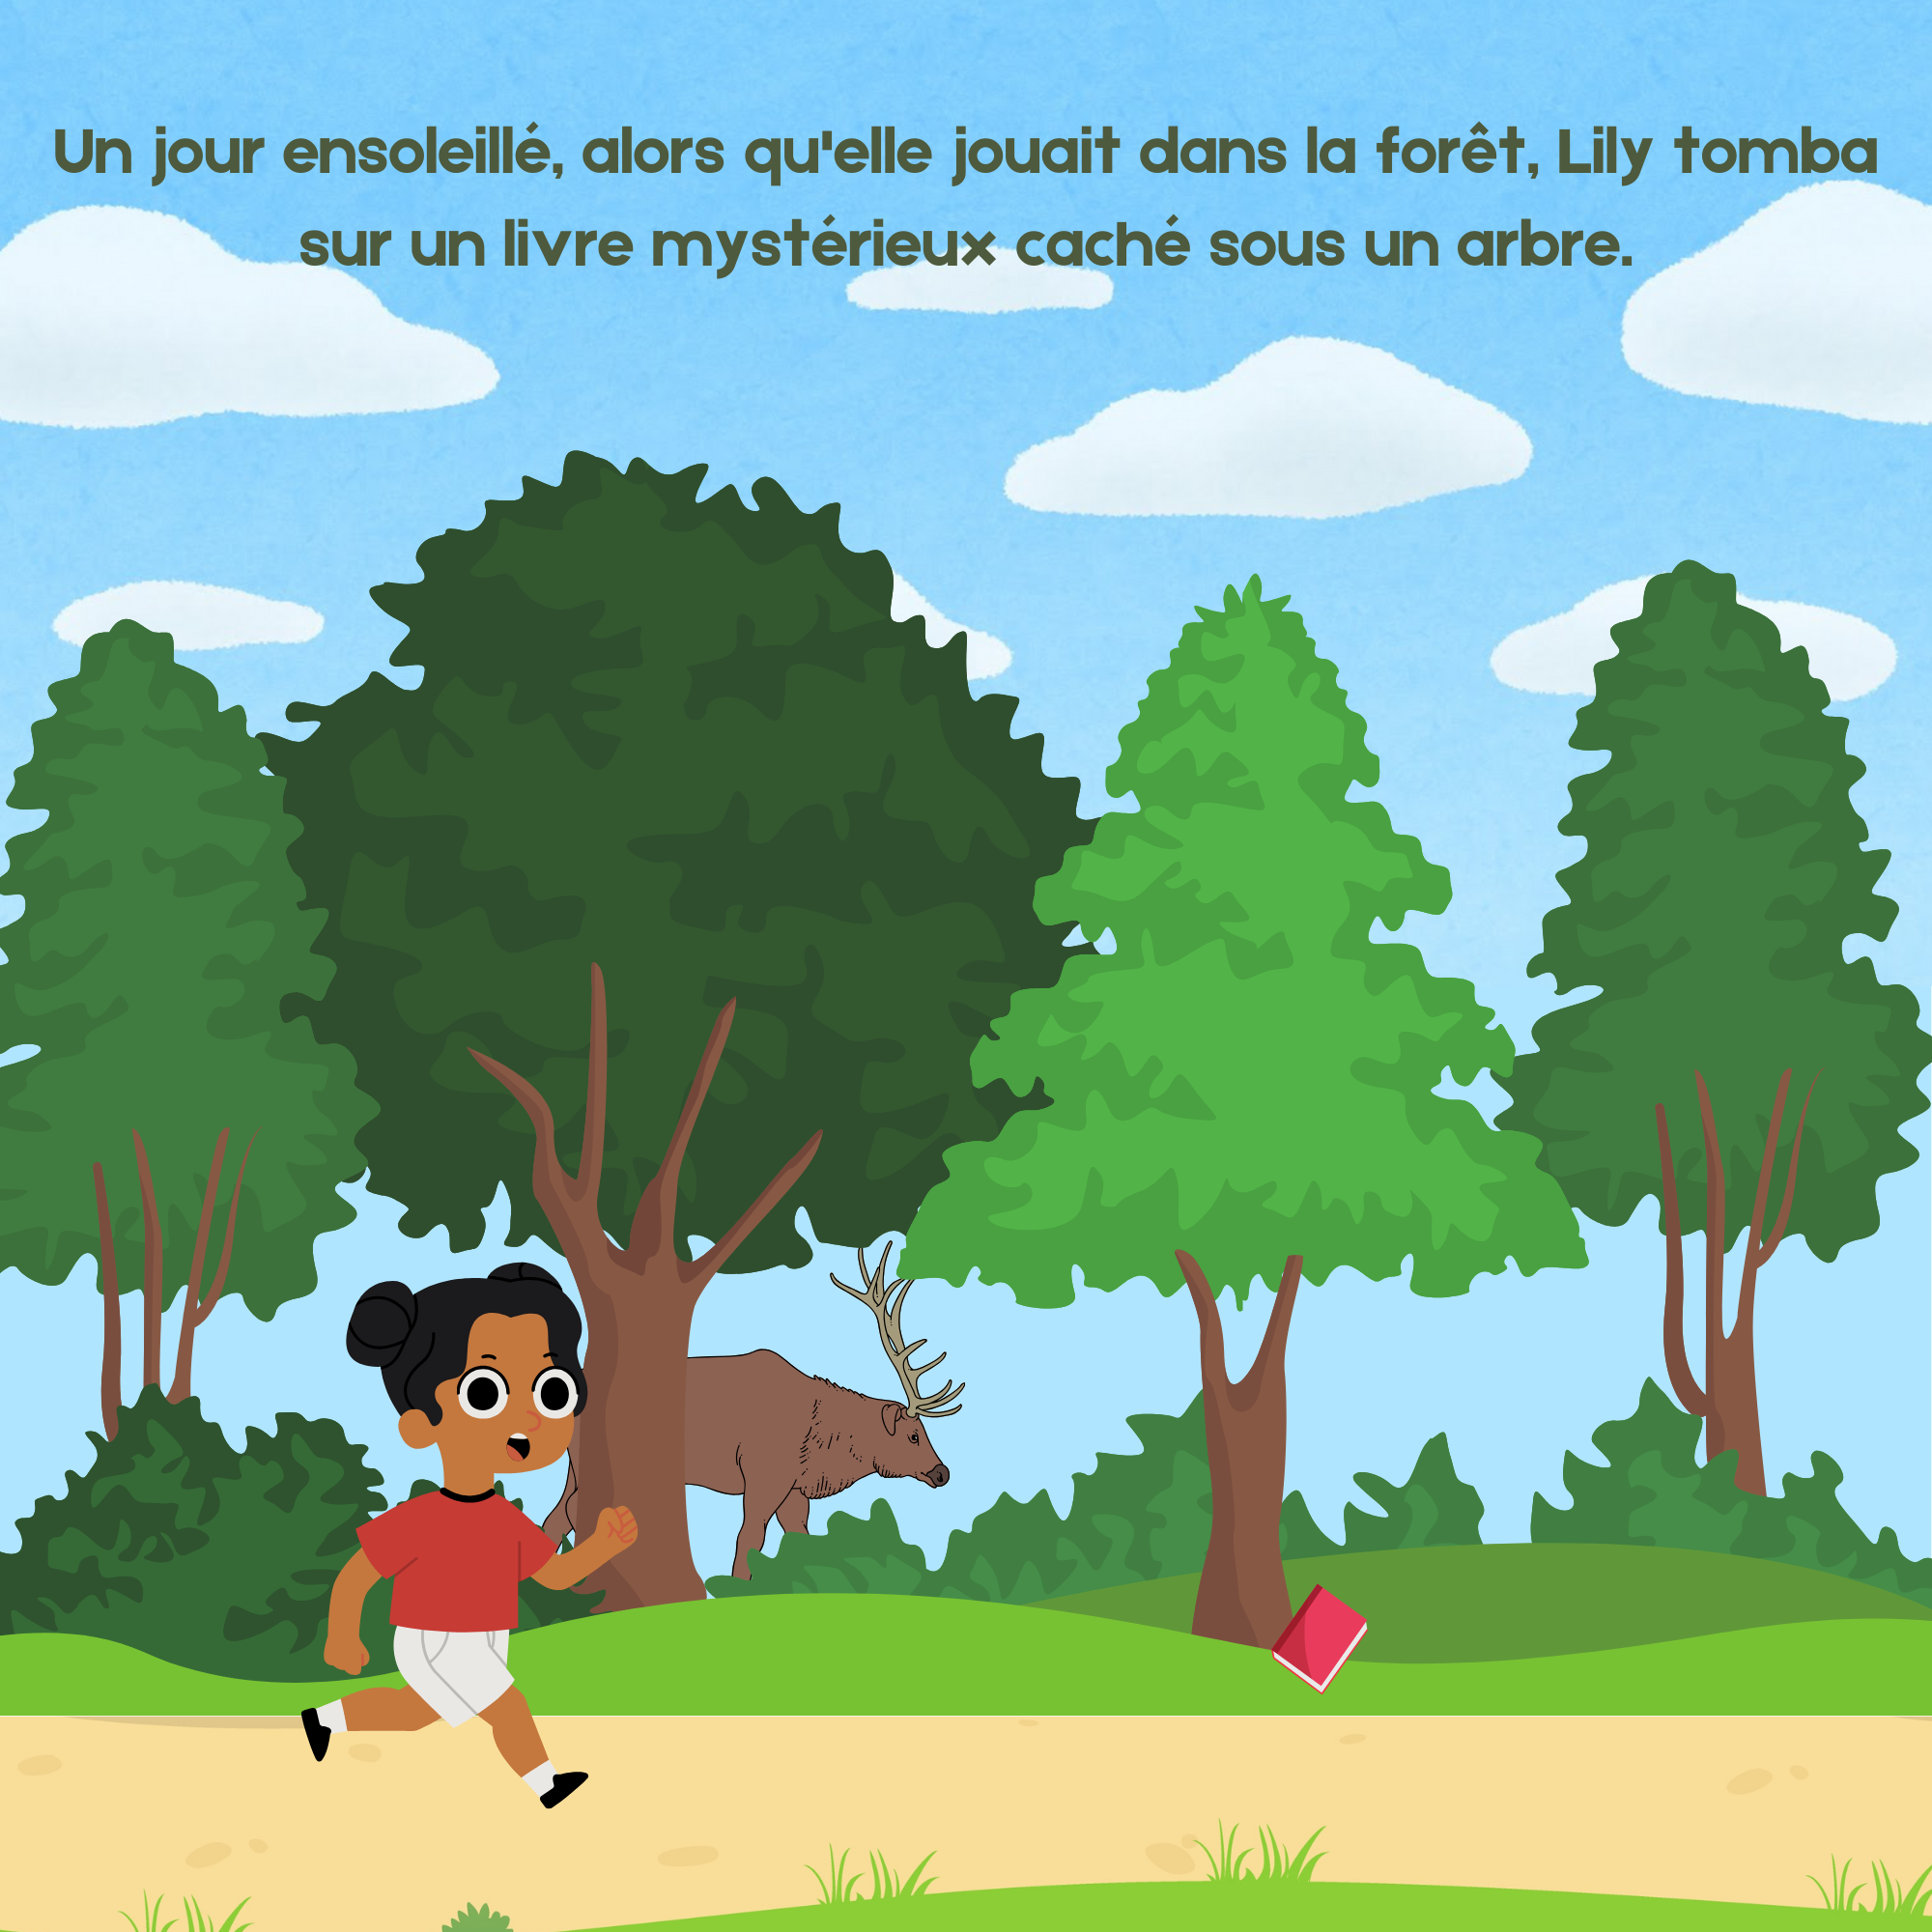 Un jour ensoleillé, alors qu'elle jouait dans la forêt, Lily tomba
sur un livre mystérieux caché sous un arbre.